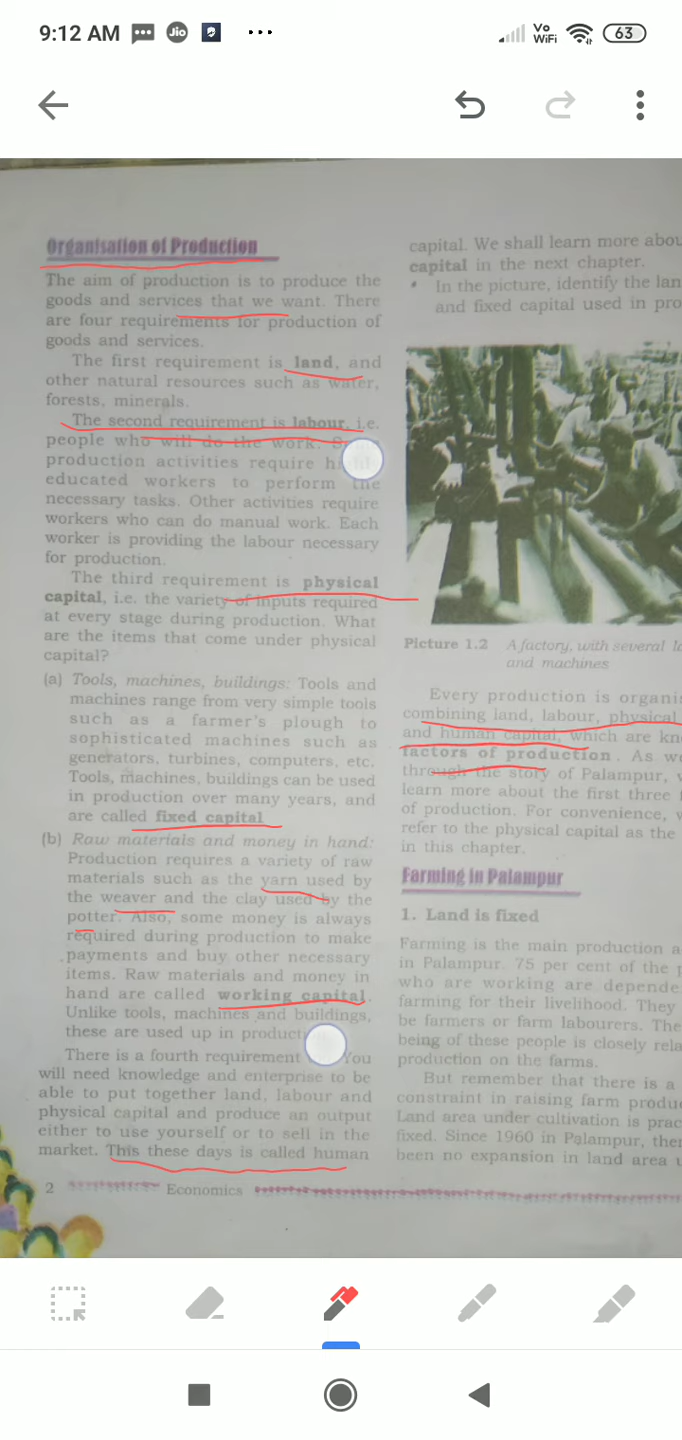 9:12 AM
Jio
Vo
WiFi
63
Organisation of Production
The aim of production is to produce the
goods and services that we want. There
are four requirements for production of
goods and services.
The first requirement is land, and
other natural resources such as water,
forests, minerals.
The second requirement is labour, i.e.
people who will do the work.
production activities require
educated workers to perform the
necessary tasks. Other activities require
workers who can do manual work. Each
worker is providing the labour necessary
for production.
The third requirement is physical
capital, i.e. the variety of inputs required
at every stage during production. What
are the items that come under physical
capital?
(a) Tools, machines, buildings: Tools and
machines range from very simple tools
such as a farmer's plough to
sophisticated machines such as
generators, turbines, computers, etc.
Tools, machines, buildings can be used
in production over many years, and
are called fixed capital
(b) Raw materials and money in hand:
Production requires a variety of raw
materials such as the yarn used by
the weaver and the clay used by the
potter. Also, some money is always
required during production to make
payments and buy other necessary
items. Raw materials and money in
hand are called working capital.
Unlike tools, machines and buildings,
these are used up in
There is a fourth requirement You
will need knowledge and enterprise to be
able to put together land, labour and
physical capital and produce an output
either to use yourself or to sell in the
market. This these days is called human
2 Economics
capital. We shall learn more
capital in the next chapter.
• In the picture, identify the
and fixed capital used in
Picture 1.2 A factory, with several
and machines
Every production is
combining land, labour, physical
and human capital, which are
factors of production. As
through the story of Palampur,
learn more about the first three
of production. For convenience,
refer to the physical capital as the
in this chapter.
Farming in Palampur
1. Land is fixed
Farming is the main production
in Palampur. 75 per cent of the
who are working are
farming for their livelihood. They
be farmers or farm labourers. The
being of these people is closely
production on the farms.
But remember that there is a
constraint in raising farm
Land area under cultivation is
fixed. Since 1960 in Palampur,
been no expansion in land area